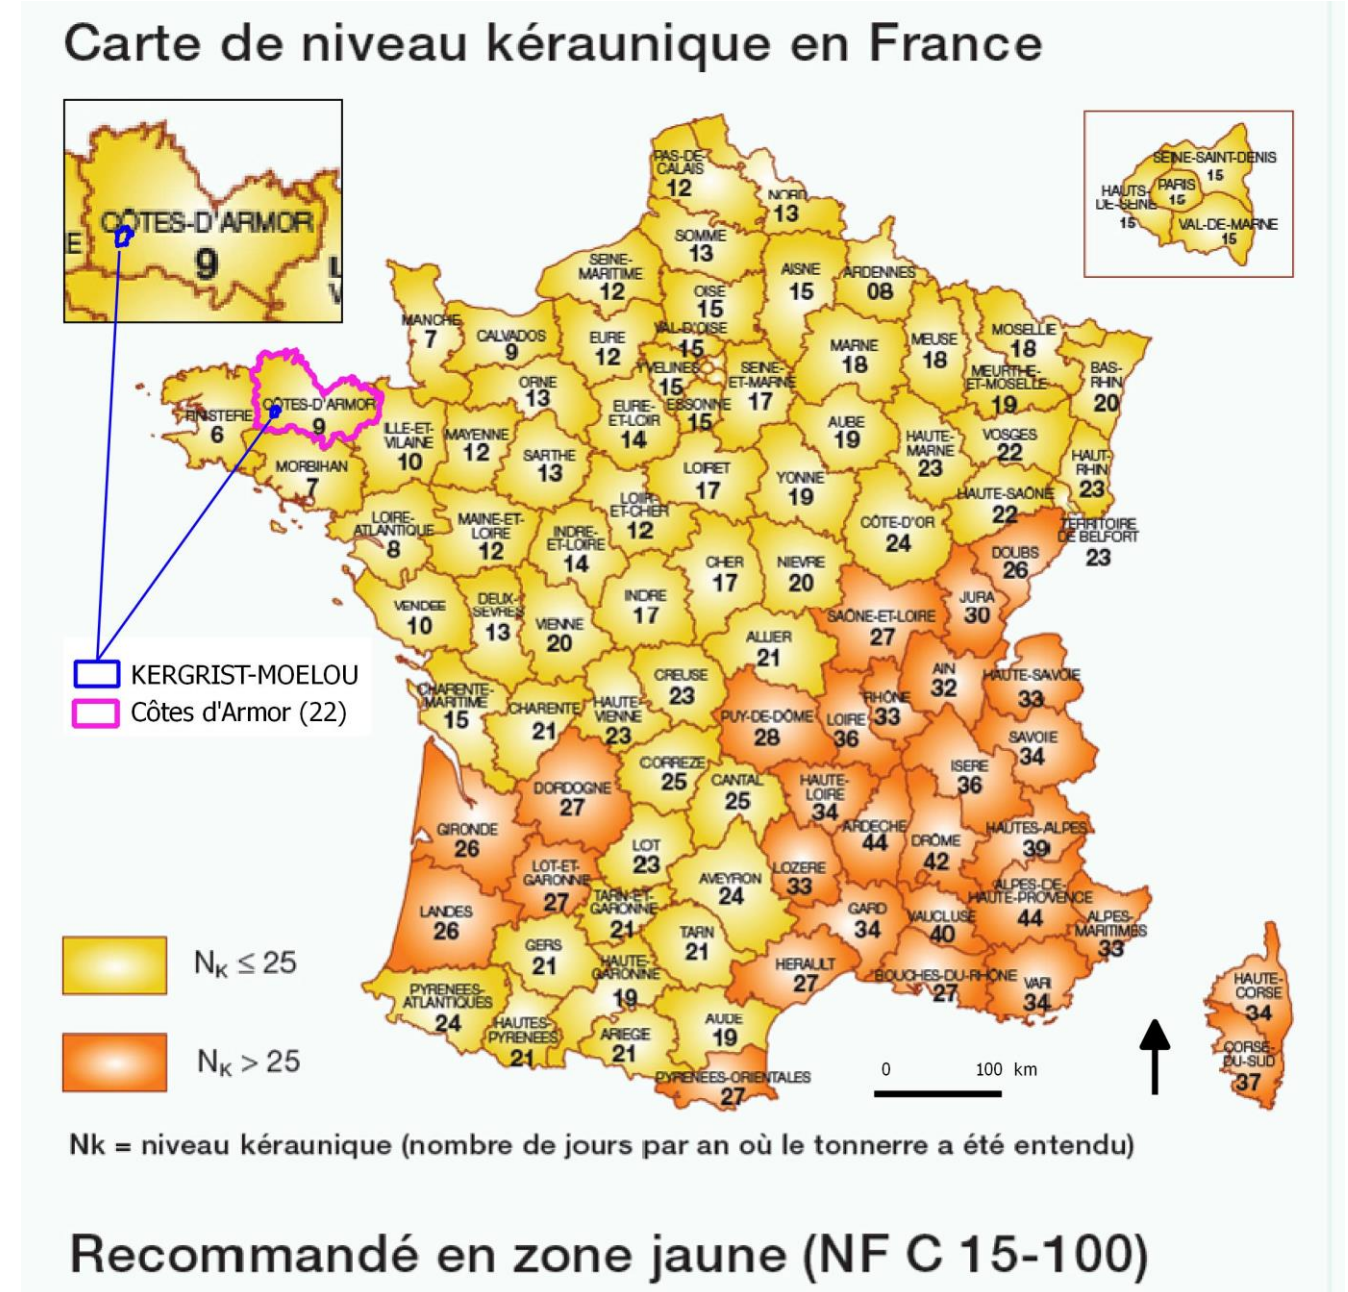 Carte de niveau kéraunique en France
CÔTES-D'ARMOR
9
E
SEINE-SAINT-DENIS
15
HAUTS-
DE-SEINE
15
PARIS
15
VAL-DE-MARNE
15
PAS-DE-
CALAIS
12
NORD
13
SOMME
13
SEINE-
MARITIME
12
AISNE
15
ARDENNES
08
OISE
15
MANCHE
7
CALVADOS
9
EURE
12
VAL-D'OISE
15
MARNE
18
MEUSE
18
MOSELLE
18
YVELINES
15
SEINE-
ET-MARNE
17
MEURTHE-
ET-MOSELLE
19
BAS-
RHIN
20
ORNE
13
ESSONNE
15
FINISTERE
6
CÔTES-D'ARMOR
9
EURE-
ET-LOIR
14
ILLE-ET-
VILAINE
10
MAYENNE
12
AUBE
19
HAUTE-
MARNE
23
VOSGES
22
SARTHE
13
MORBIHAN
7
LOIRET
17
YONNE
19
HAUT-
RHIN
23
LOIR-
ET-CHER
12
HAUTE-SAÔNE
22
LOIRE-
ATLANTIQUE
8
MAINE-ET-
LOIRE
12
INDRE-
ET-LOIRE
14
CÔTE-D'OR
24
TERRITOIRE
DE BELFORT
23
DOUBS
26
CHER
17
NIEVRE
20
VENDEE
10
DEUX-
SEVRES
13
VIENNE
20
INDRE
17
JURA
30
SAÔNE-ET-LOIRE
27
ALLIER
21
KERGRIST-MOELOU
Côtes d'Armor (22)
CHARENTE-
MARITIME
15
CHARENTE
21
HAUTE-
VIENNE
23
CREUSE
23
AIN
32
HAUTE-SAVOIE
33
PUY-DE-DÔME
28
LOIRE
36
RHÔNE
33
SAVOIE
34
ISERE
36
CORREZE
25
CANTAL
25
DORDOGNE
27
HAUTE-
LOIRE
34
GIRONDE
26
ARDECHE
44
DRÔME
42
HAUTES-ALPES
39
LOT
23
LOT-ET-
GARONNE
27
AVEYRON
24
LOZERE
33
ALPES-DE-
HAUTE-PROVENCE
44
TARN-ET-
GARONNE
21
LANDES
26
GARD
34
VAUCLUSE
40
ALPES-
MARITIMES
33
TARN
21
GERS
21
HAUTE-
GARONNE
19
HERAULT
27
BOUCHES-DU-RHÔNE
27
VAR
34
PYRENEES-
ATLANTIQUES
24
HAUTES-
PYRENEES
21
ARIEGE
21
AUDE
19
PYRENEES-ORIENTALES
27
HAUTE-
CORSE
34
CORSE-
DU-SUD
37
N_K ≤ 25
N_K > 25
0 100 km
Nk = niveau kéraunique (nombre de jours par an où le tonnerre a été entendu)
Recommandé en zone jaune (NF C 15-100)